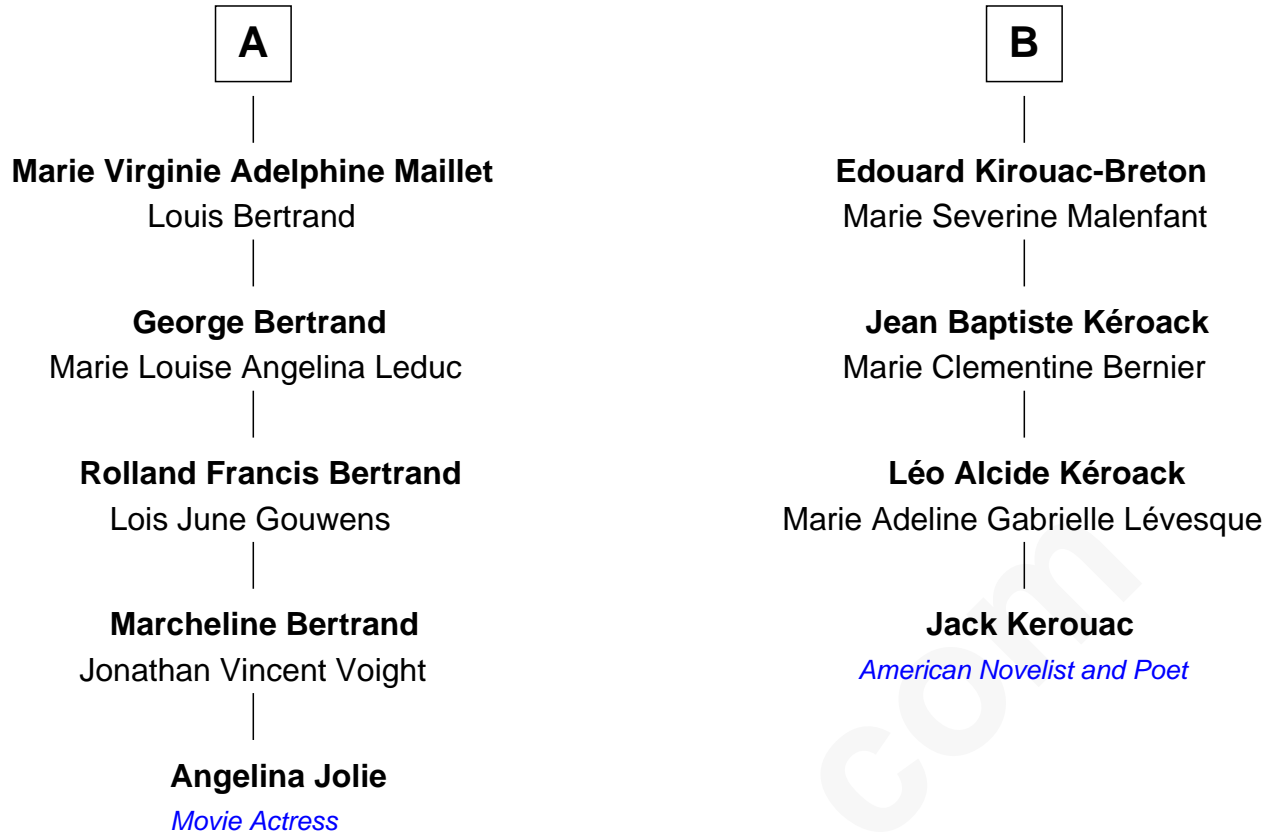 A
Marie Virginie Adelphine Maillet
Louis Bertrand
George Bertrand
Marie Louise Angelina Leduc
Rolland Francis Bertrand
Lois June Gouwens
Marcheline Bertrand
Jonathan Vincent Voight
Angelina Jolie
Movie Actress
B
Edouard Kirouac-Breton
Marie Severine Malenfant
Jean Baptiste Kéroack
Marie Clementine Bernier
Léo Alcide Kéroack
Marie Adeline Gabrielle Lévesque
Jack Kerouac
American Novelist and Poet
com